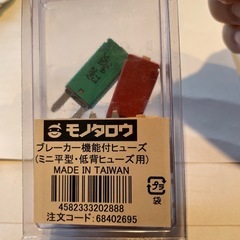 モノタロウ
ブレーカー機能付ヒューズ
(ミニ平型・低背ヒューズ用)
MADE IN TAIWAN
袋
4582333202888
注文コード:68402695